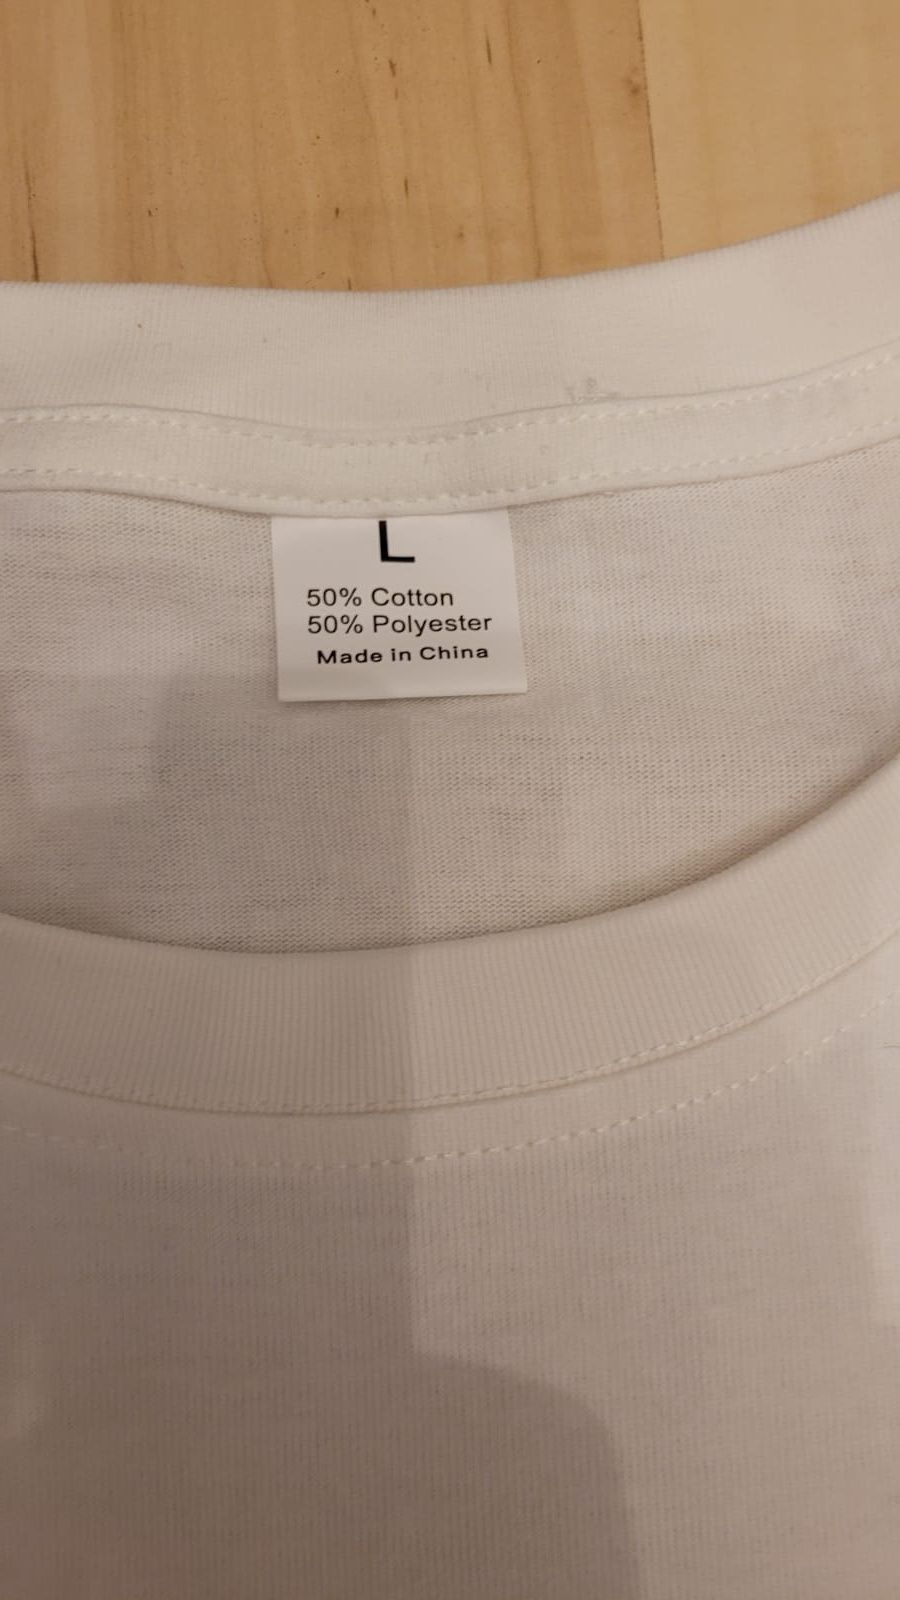 L
50% Cotton
50% Polyester
Made in China